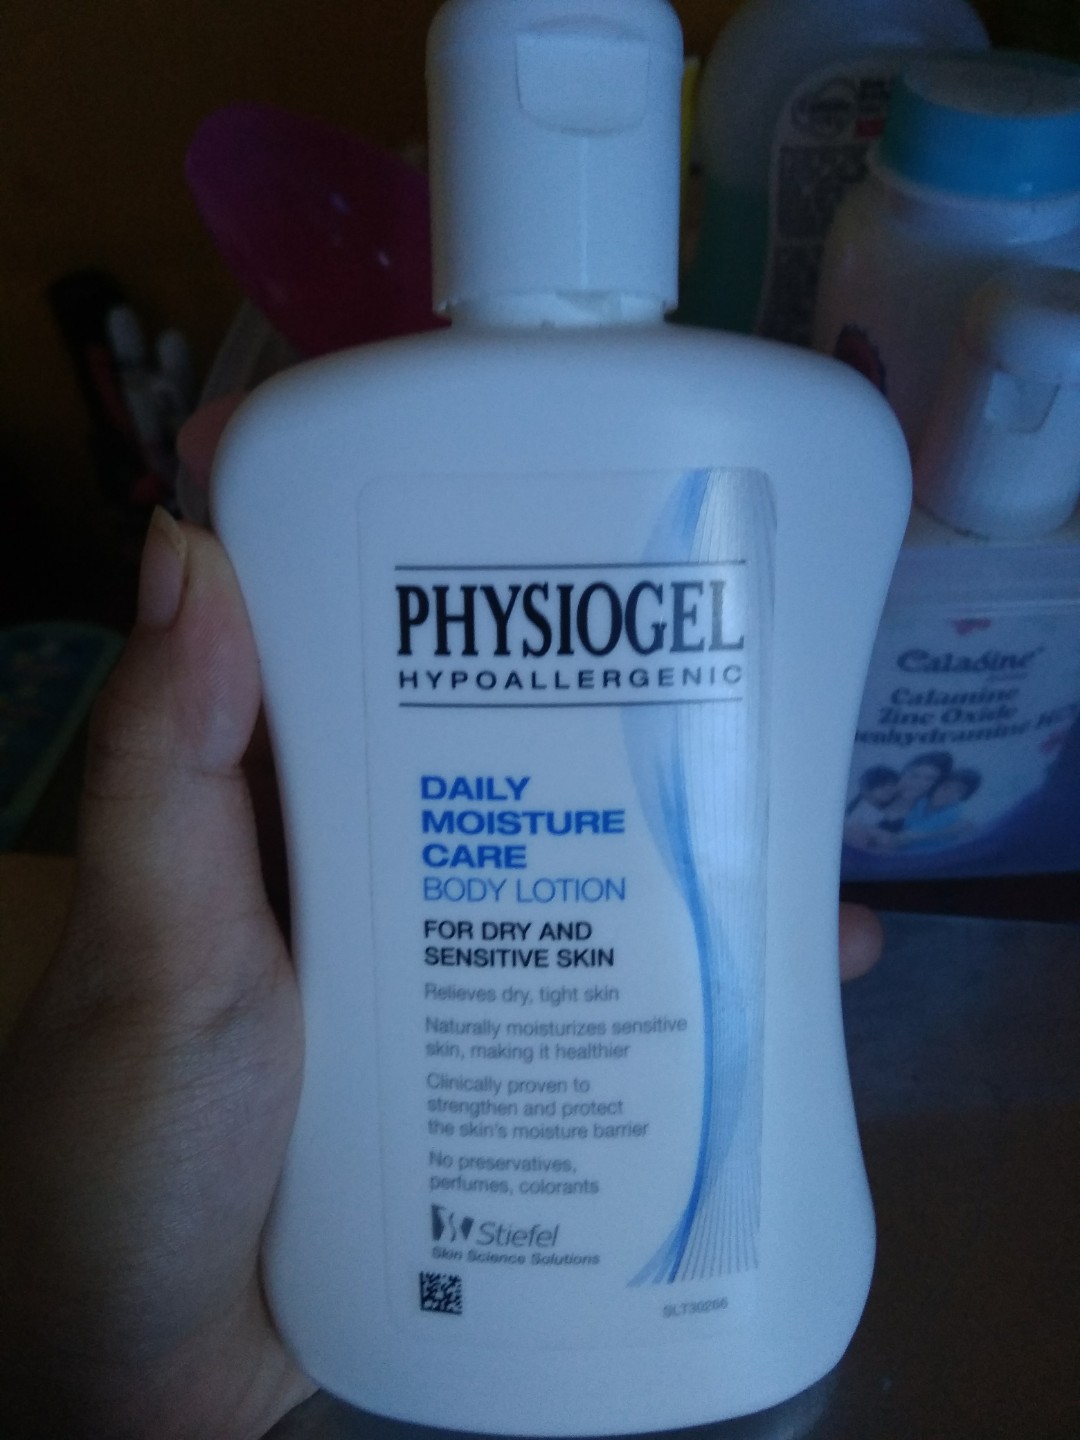 PHYSIOGEL
HYPOALLERGENIC
DAILY
MOISTURE
CARE
BODY LOTION
FOR DRY AND
SENSITIVE SKIN
Relieves dry, tight skin
Naturally moisturizes sensitive
skin, making it healthier
Clinically proven to
strengthen and protect
the skin's moisture barrier
No preservatives,
perfumes, colorants
Stiefel
Skin Science Solutions
SLT30266
Caladine
Calamine
Zinc Oxide